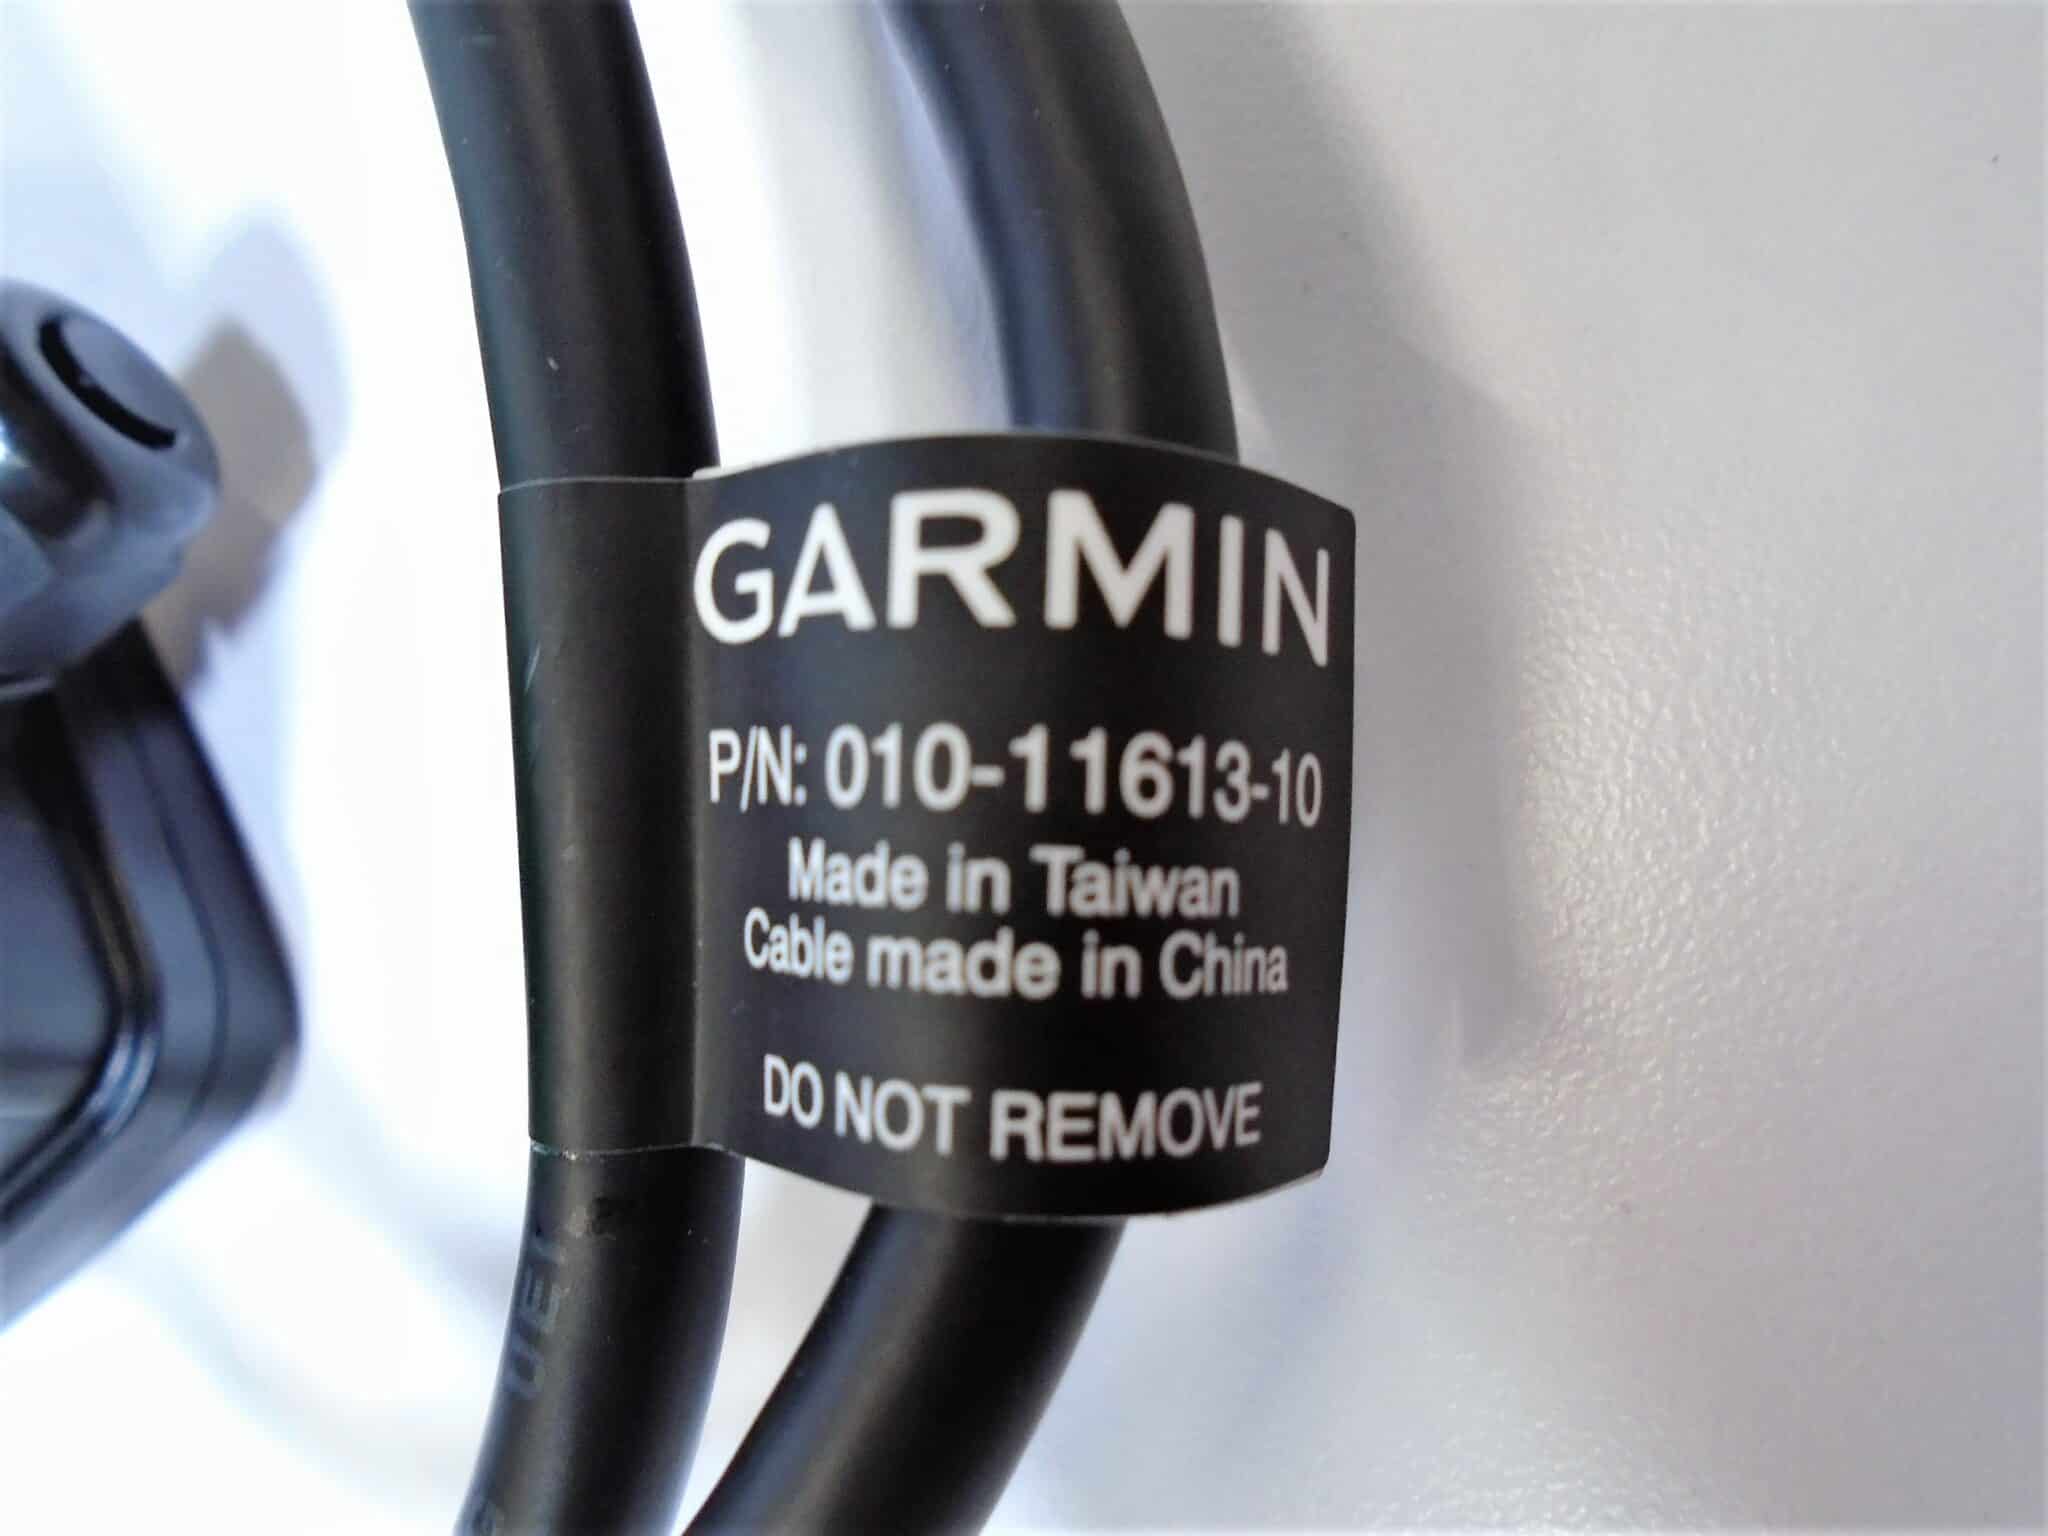 GARMIN
P/N: 010-11613-10
Made in Taiwan
Cable made in China
DO NOT REMOVE